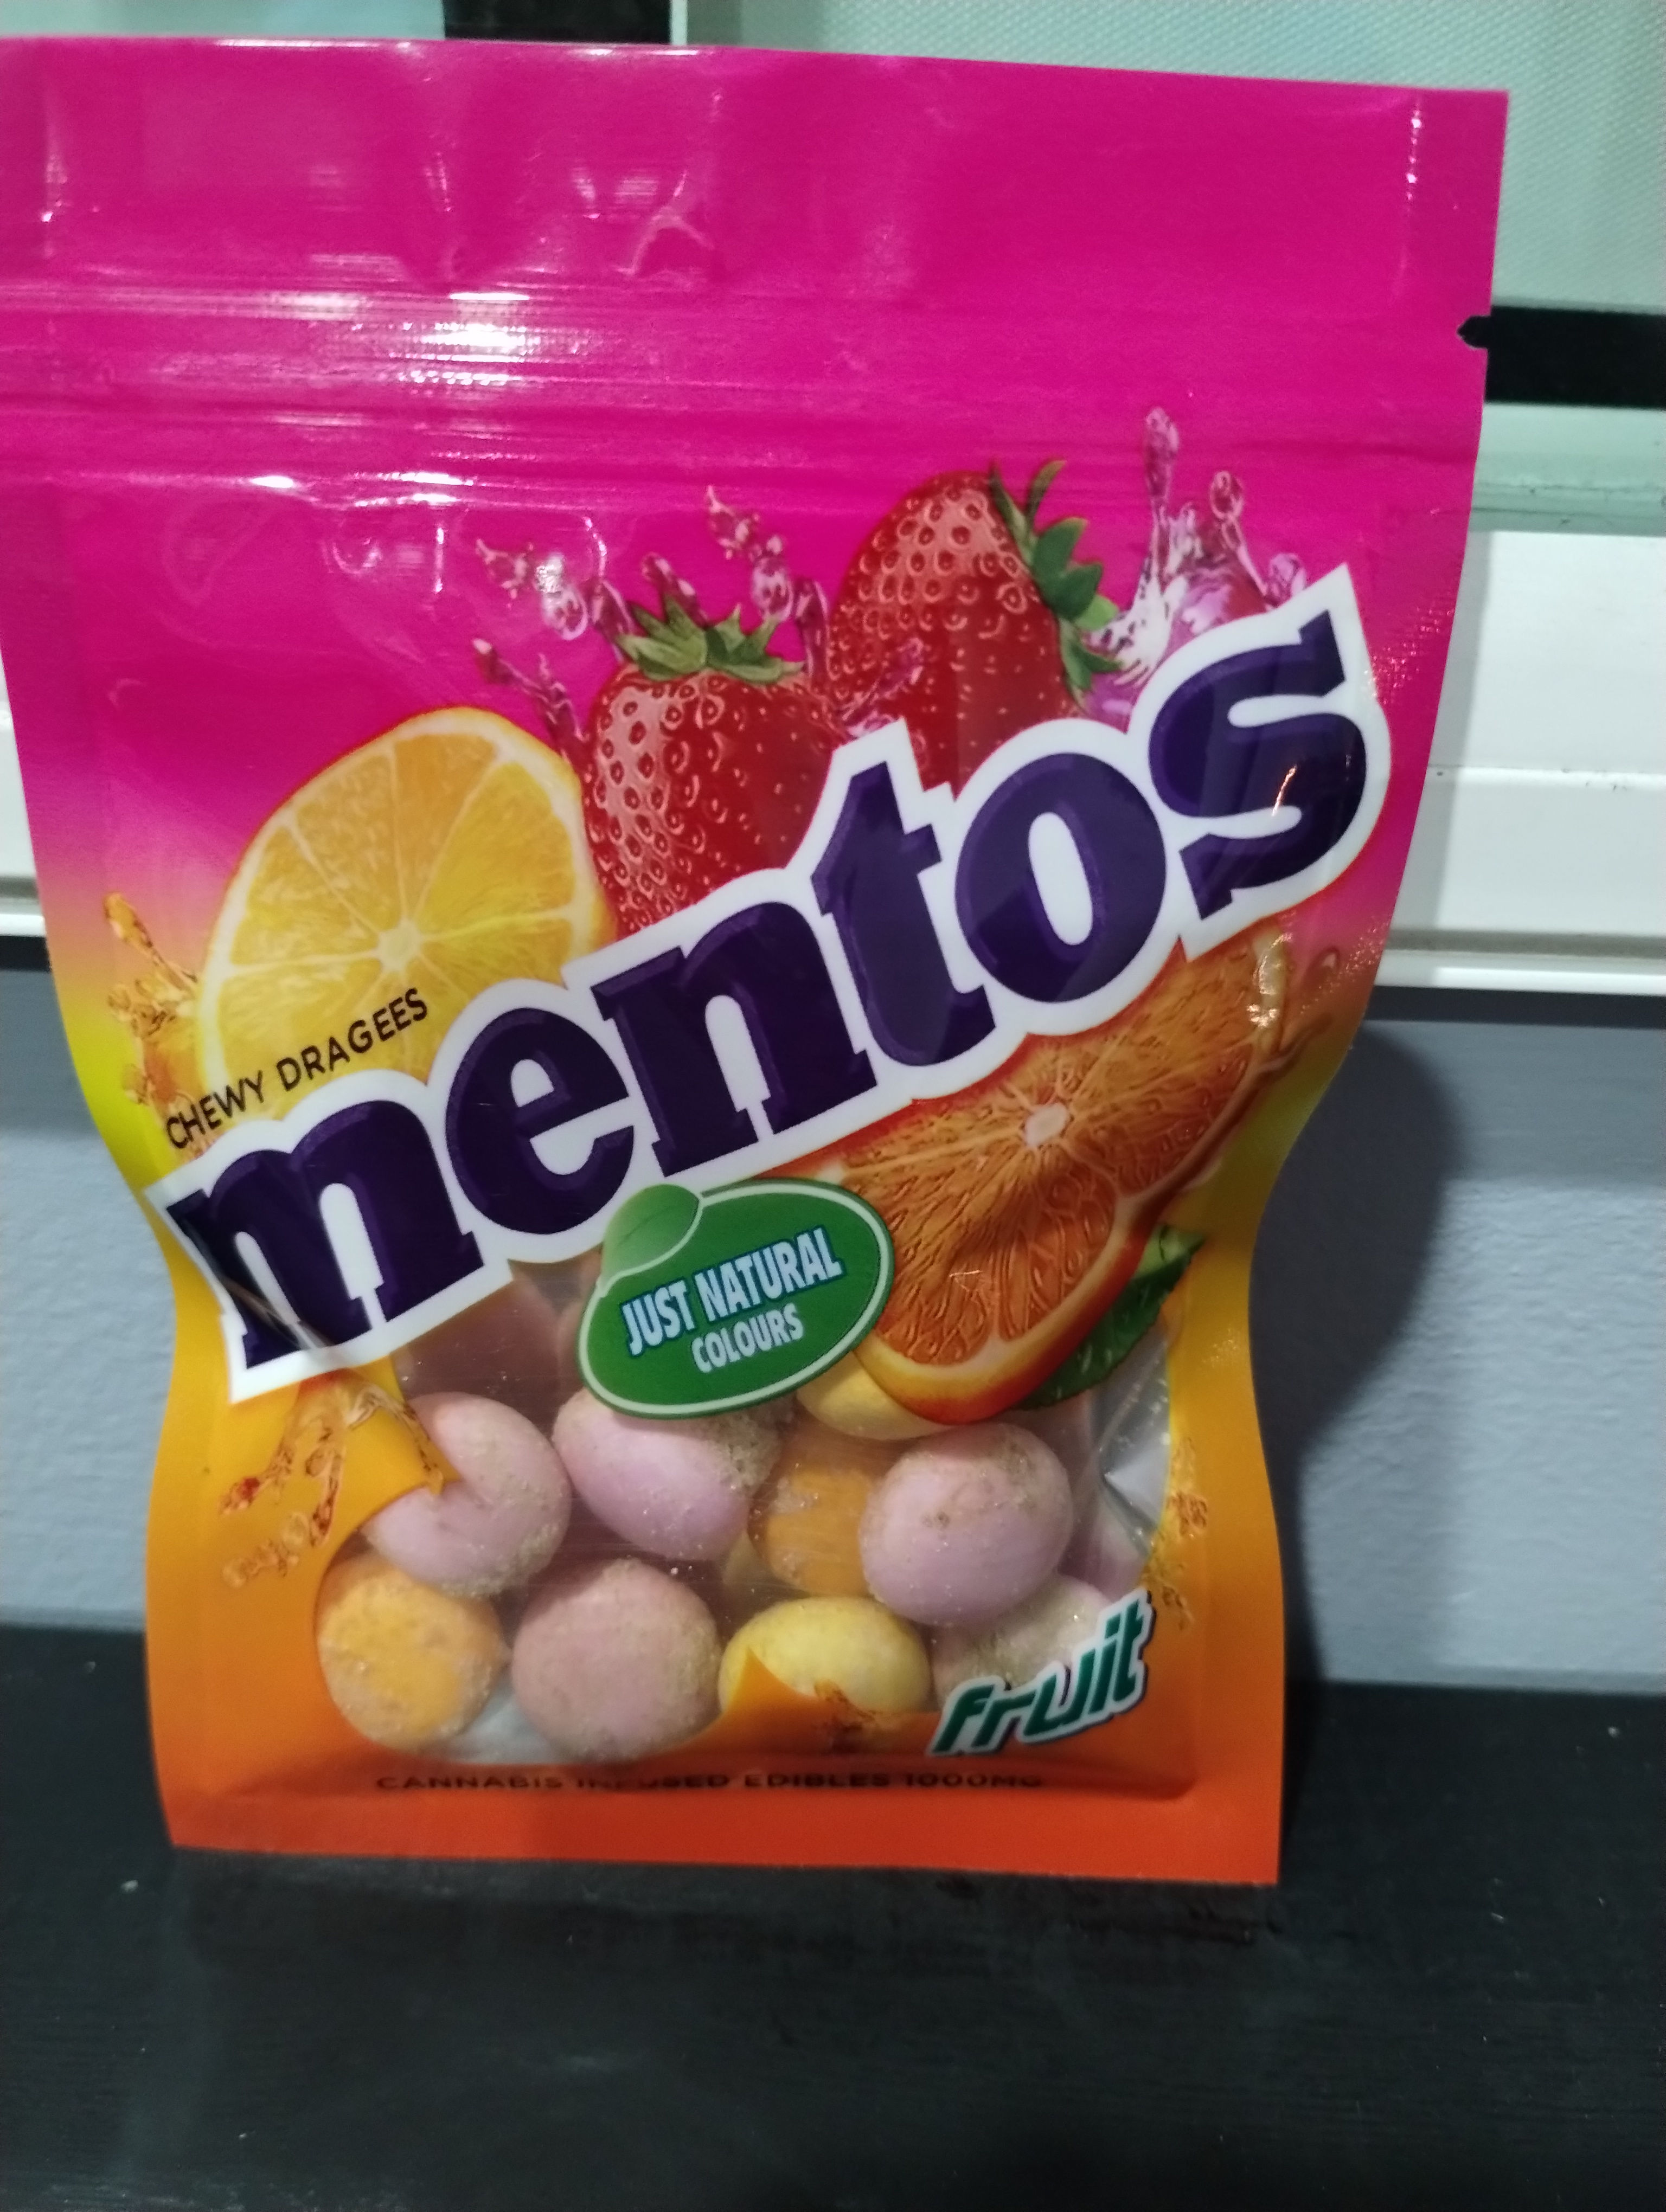 CHEWY DRAGEES
mentos
JUST NATURAL
COLOURS
fruit
CANNABIS INFUSED EDIBLES 1000MG